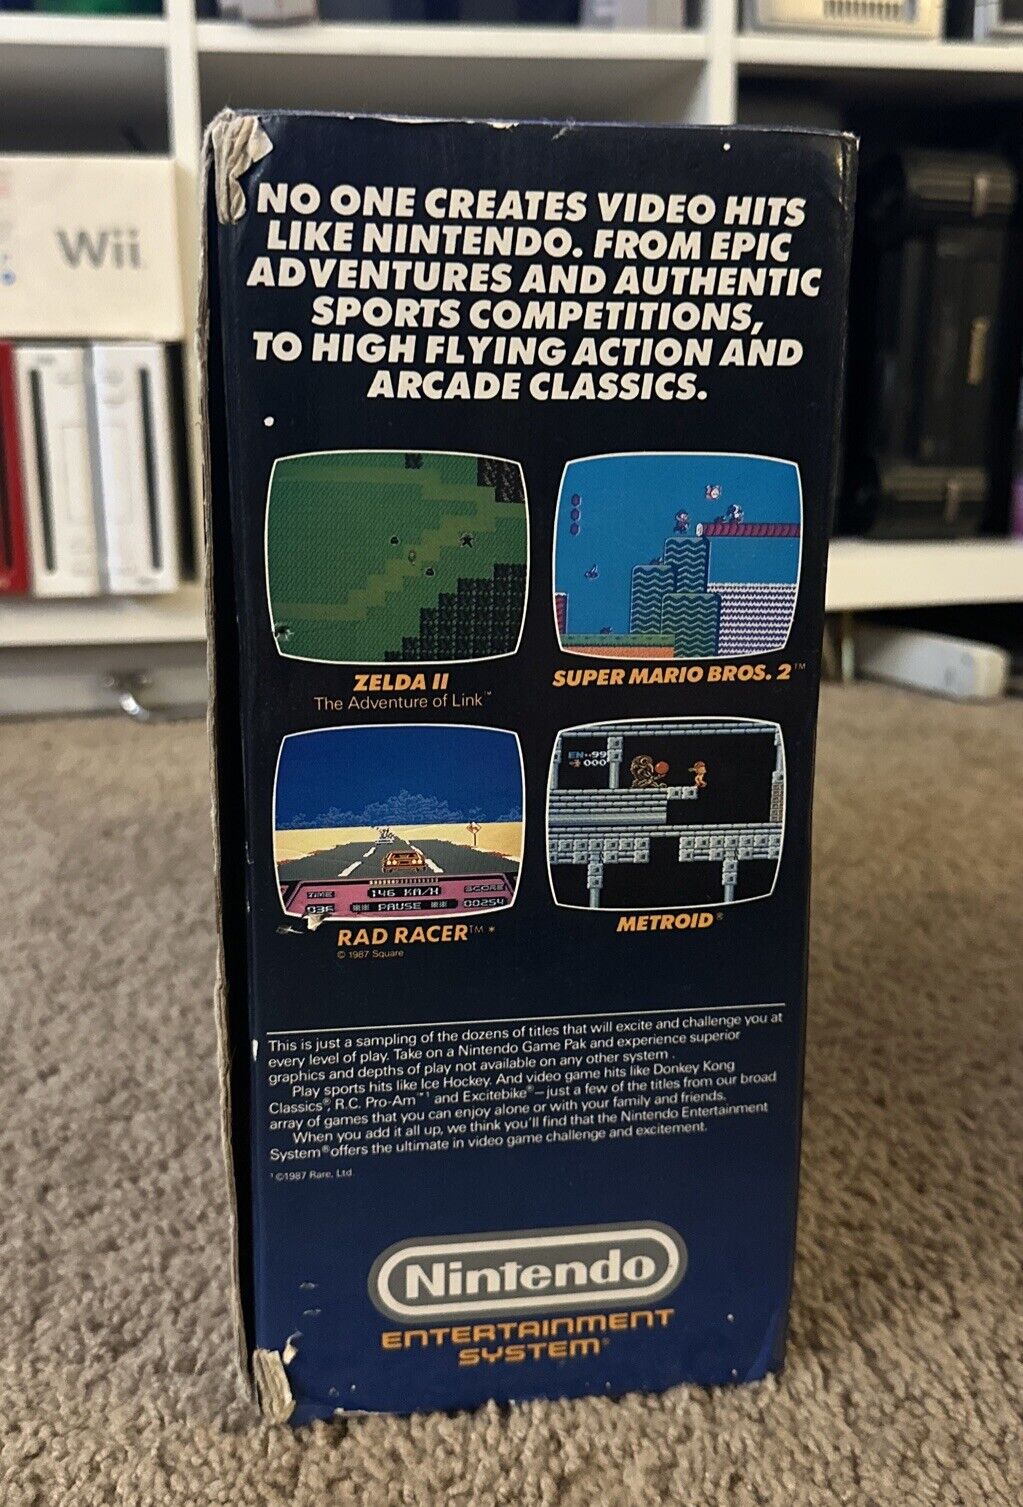 Wii
NO ONE CREATES VIDEO HITS
LIKE NINTENDO. FROM EPIC
ADVENTURES AND AUTHENTIC
SPORTS COMPETITIONS,
TO HIGH FLYING ACTION AND
ARCADE CLASSICS.
ZELDA II
The Adventure of Link™
SUPER MARIO BROS. 2™
TIME 146 KM/H SCORE
036 PAUSE 00254
RAD RACER™ *
© 1987 Square
EN..99
000
METROID®
This is just a sampling of the dozens of titles that will excite and challenge you at
every level of play. Take on a Nintendo Game Pak and experience superior
graphics and depths of play not available on any other system.
Play sports hits like Ice Hockey. And video game hits like Donkey Kong
Classics®, R.C. Pro-Am™¹ and Excitebike®—just a few of the titles from our broad
array of games that you can enjoy alone or with your family and friends.
When you add it all up, we think you'll find that the Nintendo Entertainment
System® offers the ultimate in video game challenge and excitement.
¹ ©1987 Rare, Ltd.
Nintendo
ENTERTAINMENT
SYSTEM®